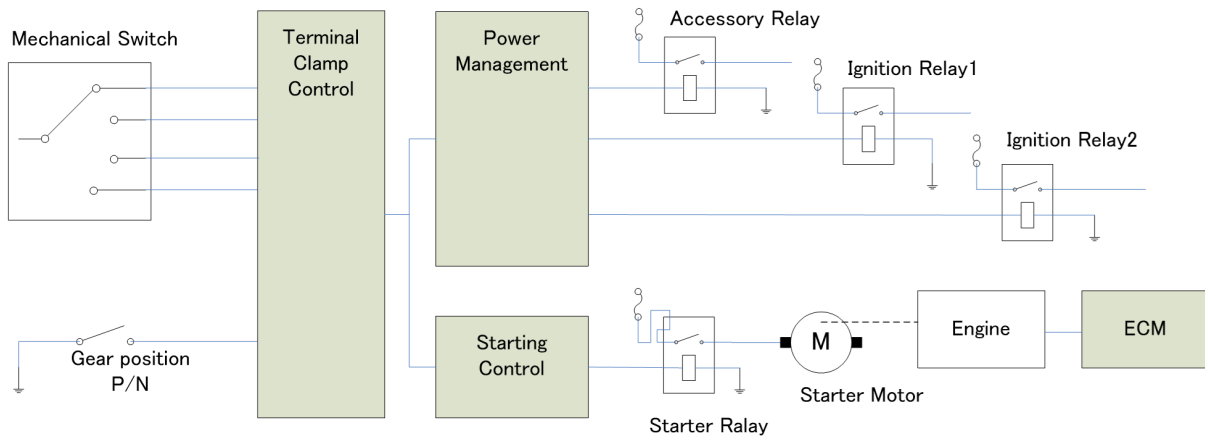 Mechanical Switch
Terminal
Clamp
Control
Power
Management
Accessory Relay
Ignition Relay1
Ignition Relay2
Gear position
P/N
Starting
Control
Starter Ralay
M
Starter Motor
Engine
ECM